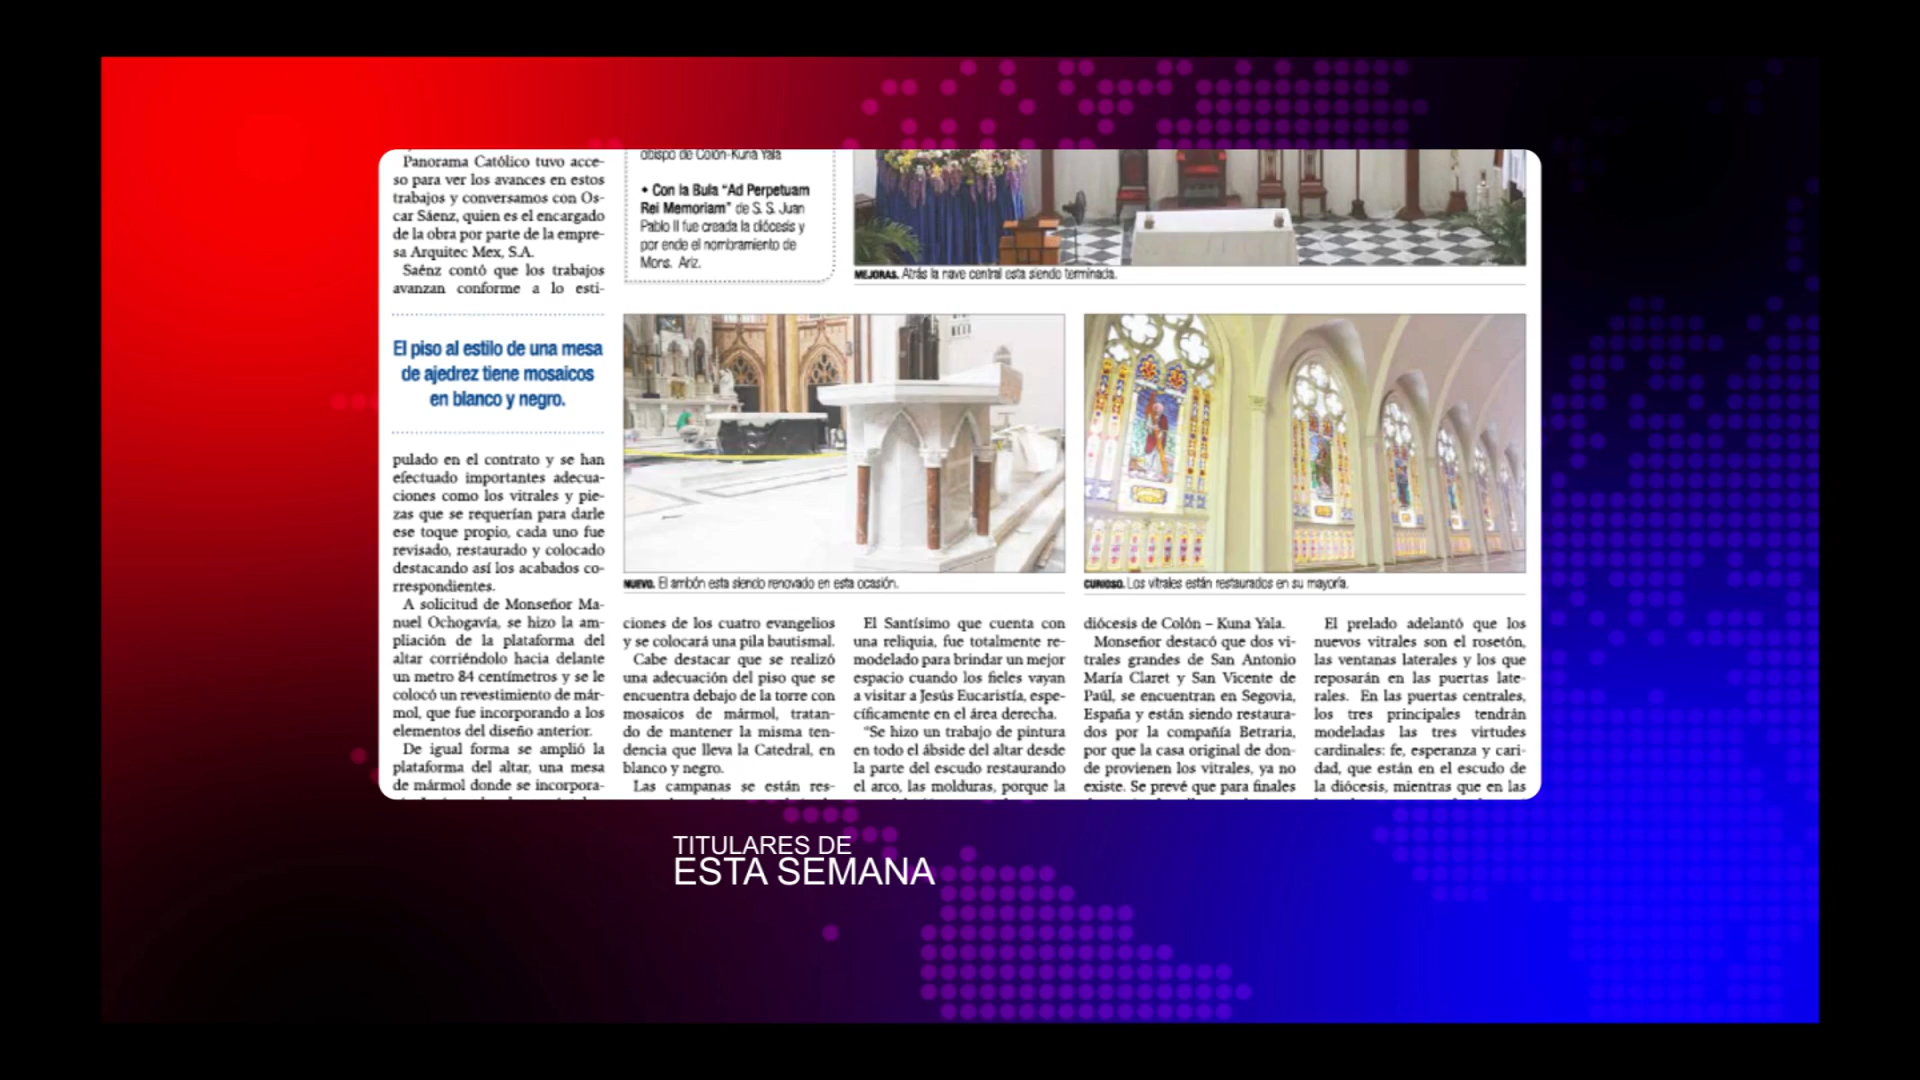 Panorama Católico tuvo acce-
so para ver los avances en estos
trabajos y conversamos con Os-
car Sáenz, quien es el encargado
de la obra por parte de la empre-
sa Arquitec Mex, S.A.
Saénz contó que los trabajos
avanzan conforme a lo esti-
El piso al estilo de una mesa
de ajedrez tiene mosaicos
en blanco y negro.
pulado en el contrato y se han
efectuado importantes adecua-
ciones como los vitrales y pie-
zas que se requerían para darle
ese toque propio, cada uno fue
revisado, restaurado y colocado
destacando así los acabados co-
rrespondientes.
A solicitud de Monseñor Ma-
nuel Ochogavía, se hizo la am-
pliación de la plataforma del
altar corriéndolo hacia delante
un metro 84 centímetros y se le
colocó un revestimiento de már-
mol, que fue incorporando a los
elementos del diseño anterior.
De igual forma se amplió la
plataforma del altar, una mesa
de mármol donde se incorpora-
obispo de Colón-Kuna Yala
• Con la Bula "Ad Perpetuam
Rei Memoriam" de S. S. Juan
Pablo II fue creada la diócesis y
por ende el nombramiento de
Mons. Ariz.
MEJORAS. Atrás la nave central esta siendo terminada.
NUEVO. El ambón esta siendo renovado en esta ocasión.
CURIOSO. Los vitrales están restaurados en su mayoría.
ciones de los cuatro evangelios
y se colocará una pila bautismal.
Cabe destacar que se realizó
una adecuación del piso que se
encuentra debajo de la torre con
mosaicos de mármol, tratan-
do de mantener la misma ten-
dencia que lleva la Catedral, en
blanco y negro.
Las campanas se están res-
El Santísimo que cuenta con
una reliquia, fue totalmente re-
modelado para brindar un mejor
espacio cuando los fieles vayan
a visitar a Jesús Eucaristía, espe-
cíficamente en el área derecha.
"Se hizo un trabajo de pintura
en todo el ábside del altar desde
la parte del escudo restaurando
el arco, las molduras, porque la
diócesis de Colón – Kuna Yala.
Monseñor destacó que dos vi-
trales grandes de San Antonio
María Claret y San Vicente de
Paúl, se encuentran en Segovia,
España y están siendo restaura-
dos por la compañía Betraria,
por que la casa original de don-
de provienen los vitrales, ya no
existe. Se prevé que para finales
El prelado adelantó que los
nuevos vitrales son el rosetón,
las ventanas laterales y los que
reposarán en las puertas late-
rales. En las puertas centrales,
los tres principales tendrán
modeladas las tres virtudes
cardinales: fe, esperanza y cari-
dad, que están en el escudo de
la diócesis, mientras que en las
TITULARES DE
ESTA SEMANA